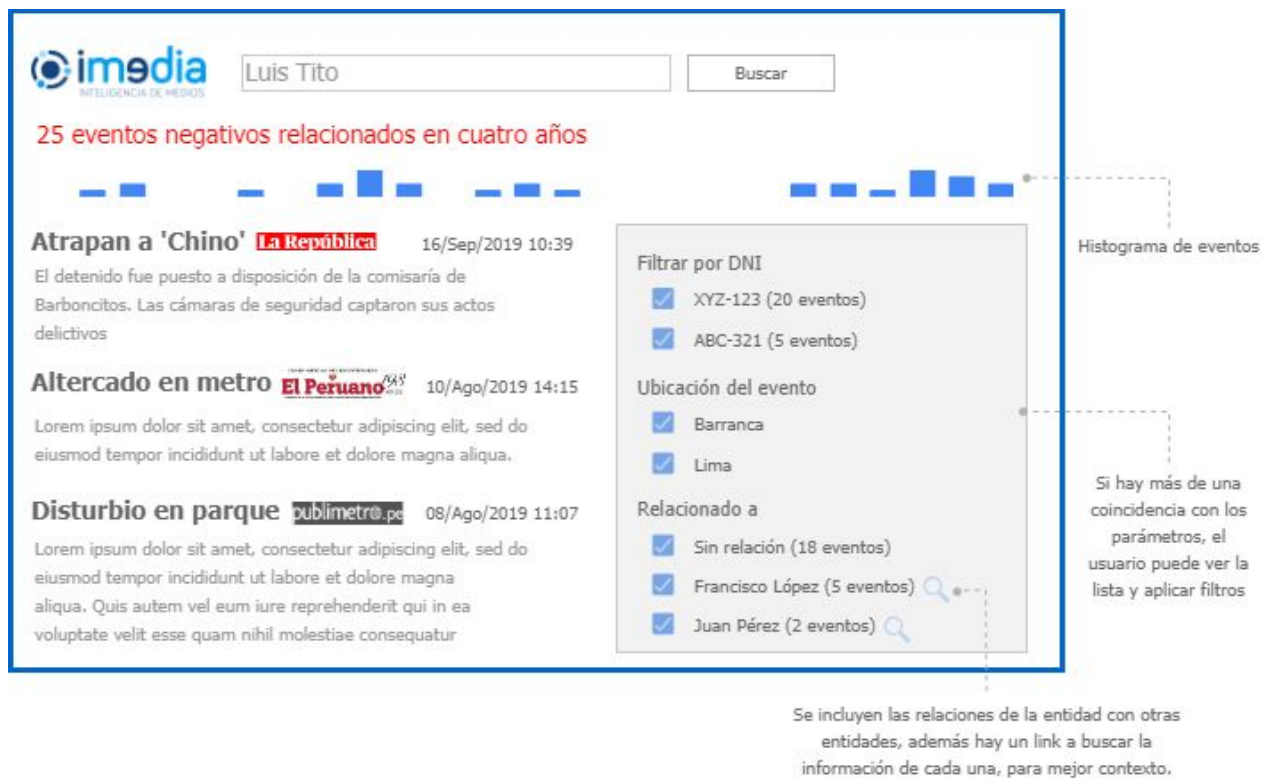 imedia
INTELIGENCIA DE MEDIOS
Luis Tito
Buscar
25 eventos negativos relacionados en cuatro años
Histograma de eventos
Atrapan a 'Chino' La República 16/Sep/2019 10:39
El detenido fue puesto a disposición de la comisaría de
Barboncitos. Las cámaras de seguridad captaron sus actos
delictivos
Altercado en metro El Peruano 10/Ago/2019 14:15
Lorem ipsum dolor sit amet, consectetur adipiscing elit, sed do
eiusmod tempor incididunt ut labore et dolore magna aliqua.
Disturbio en parque publimetro.pe 08/Ago/2019 11:07
Lorem ipsum dolor sit amet, consectetur adipiscing elit, sed do
eiusmod tempor incididunt ut labore et dolore magna
aliqua. Quis autem vel eum iure reprehenderit qui in ea
voluptate velit esse quam nihil molestiae consequatur
Filtrar por DNI
XYZ-123 (20 eventos)
ABC-321 (5 eventos)
Ubicación del evento
Barranca
Lima
Relacionado a
Sin relación (18 eventos)
Francisco López (5 eventos)
Juan Pérez (2 eventos)
Si hay más de una
coincidencia con los
parámetros, el
usuario puede ver la
lista y aplicar filtros
Se incluyen las relaciones de la entidad con otras
entidades, además hay un link a buscar la
información de cada una, para mejor contexto.